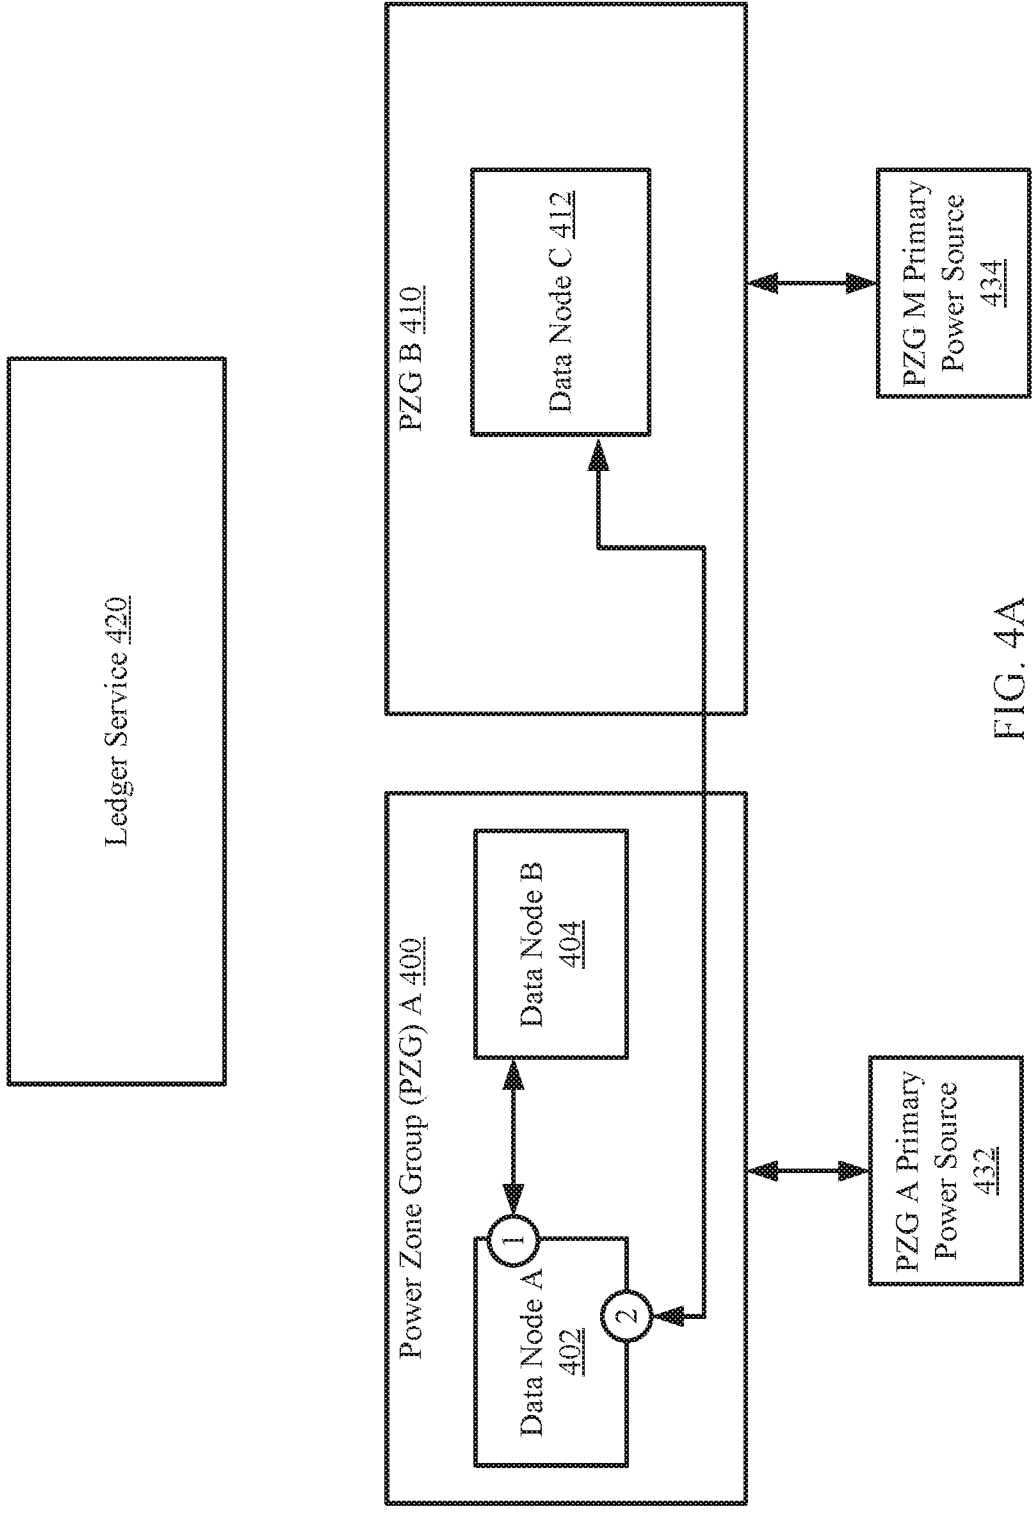 Ledger Service 420
Power Zone Group (PZG) A 400
Data Node A
402
1
2
Data Node B
404
PZG B 410
Data Node C 412
PZG A Primary
Power Source
432
PZG M Primary
Power Source
434
FIG. 4A